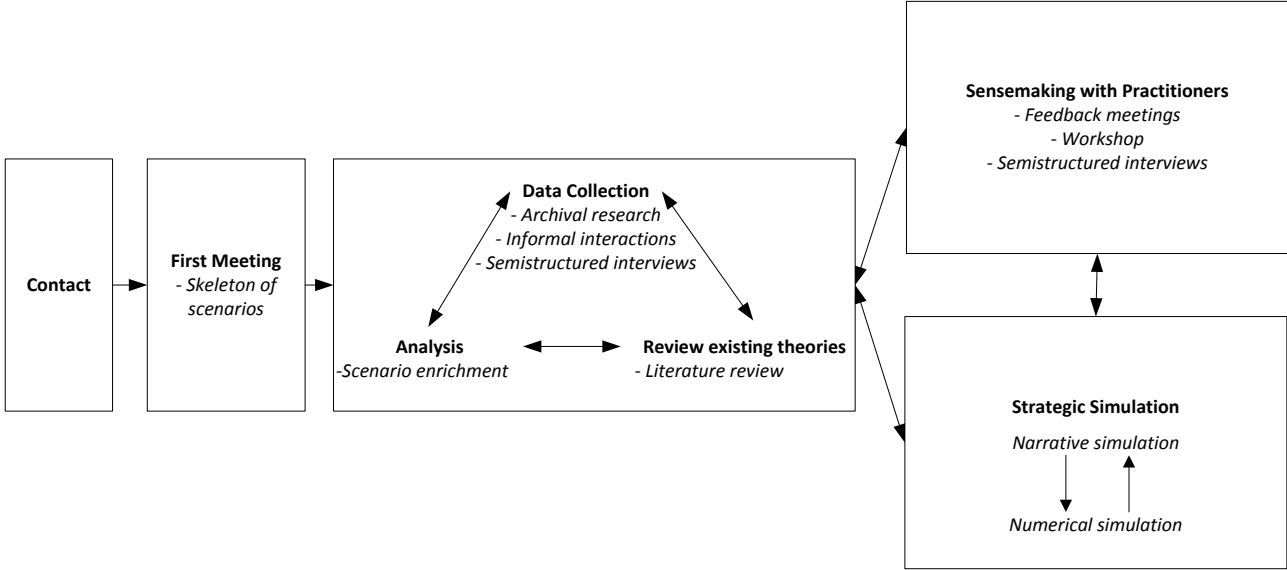 Contact
First Meeting
- Skeleton of
scenarios
Data Collection
- Archival research
- Informal interactions
- Semistructured interviews
Analysis
-Scenario enrichment
Review existing theories
- Literature review
Sensemaking with Practitioners
- Feedback meetings
- Workshop
- Semistructured interviews
Strategic Simulation
Narrative simulation
Numerical simulation